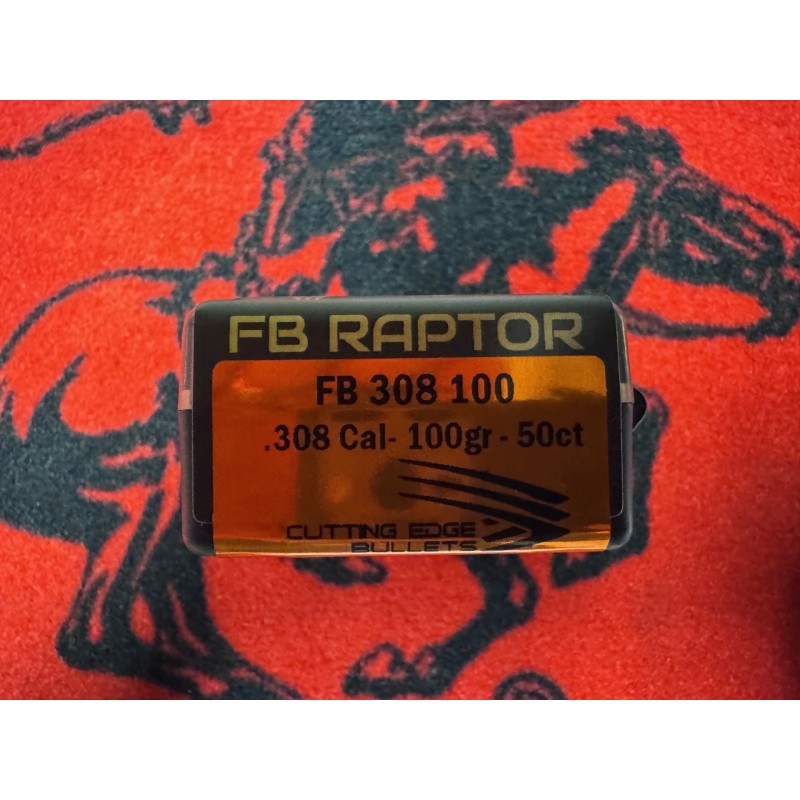 FB RAPTOR
FB 308 100
.308 Cal- 100gr - 50ct
CUTTING EDGE
BULLETS